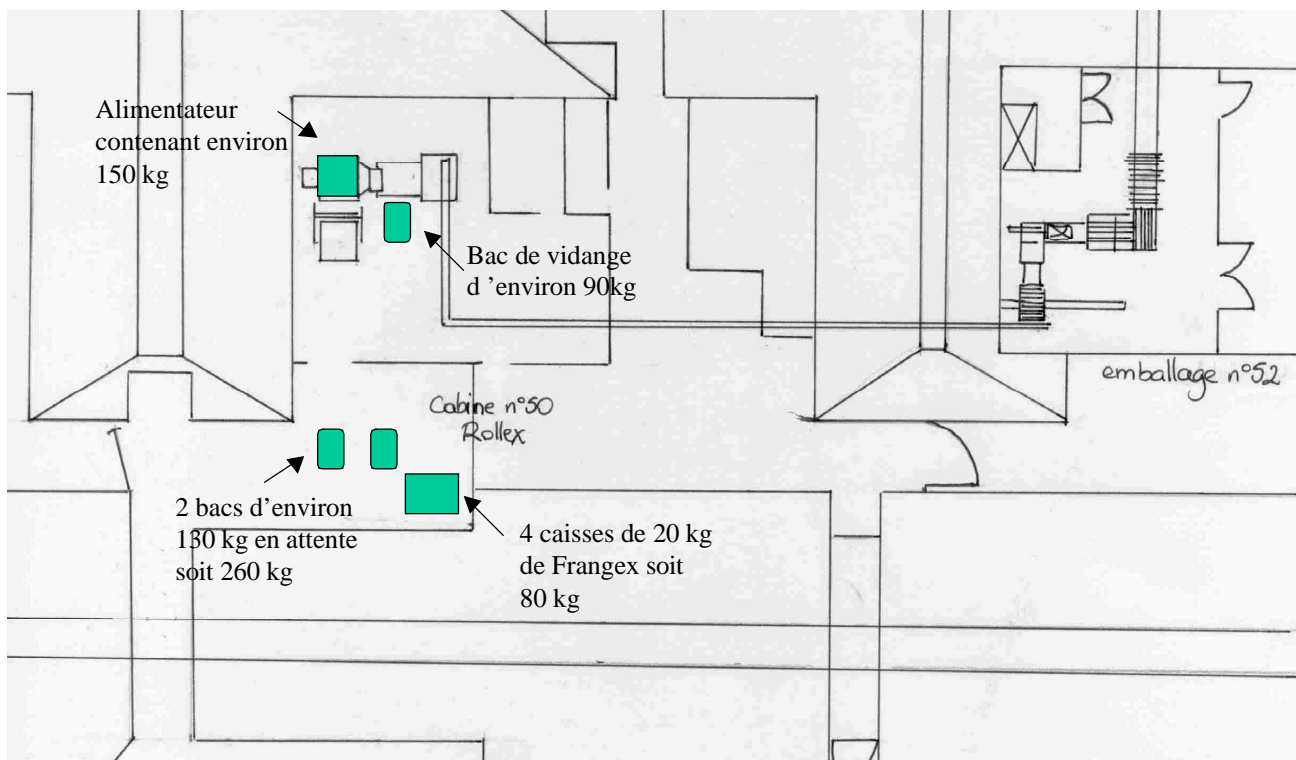 Alimentateur
contenant environ
150 kg
Bac de vidange
d ’environ 90kg
emballage n°52
Cabine n°50
Rollex
2 bacs d’environ
130 kg en attente
soit 260 kg
4 caisses de 20 kg
de Frangex soit
80 kg